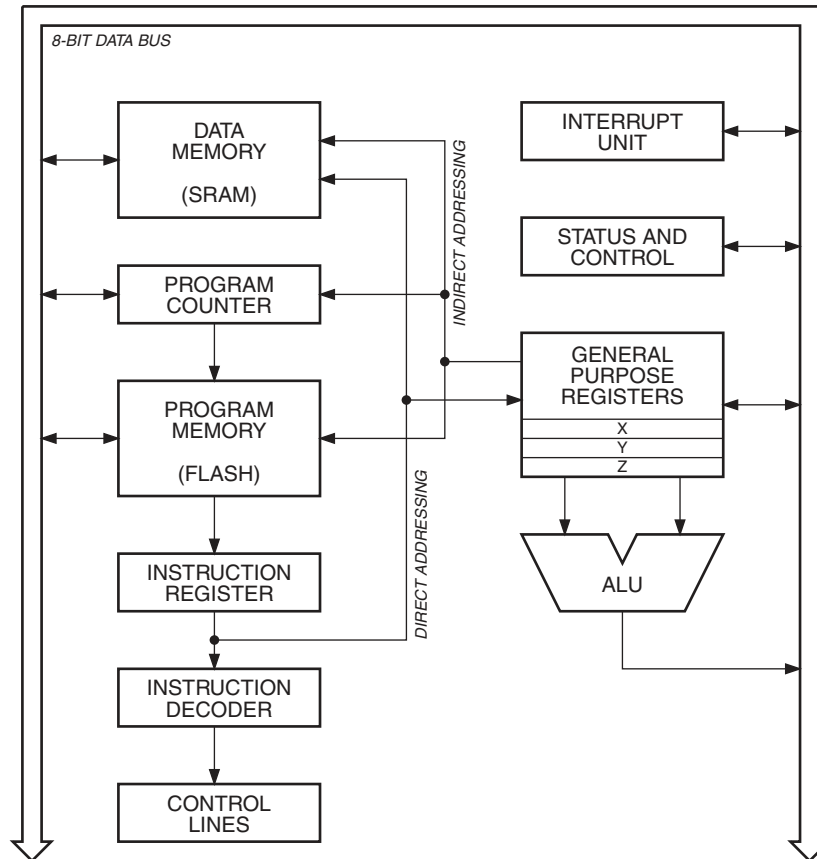 8-BIT DATA BUS
DATA
MEMORY
(SRAM)
PROGRAM
COUNTER
PROGRAM
MEMORY
(FLASH)
INSTRUCTION
REGISTER
INSTRUCTION
DECODER
CONTROL
LINES
INDIRECT ADDRESSING
DIRECT ADDRESSING
INTERRUPT
UNIT
STATUS AND
CONTROL
GENERAL
PURPOSE
REGISTERS
X
Y
Z
ALU